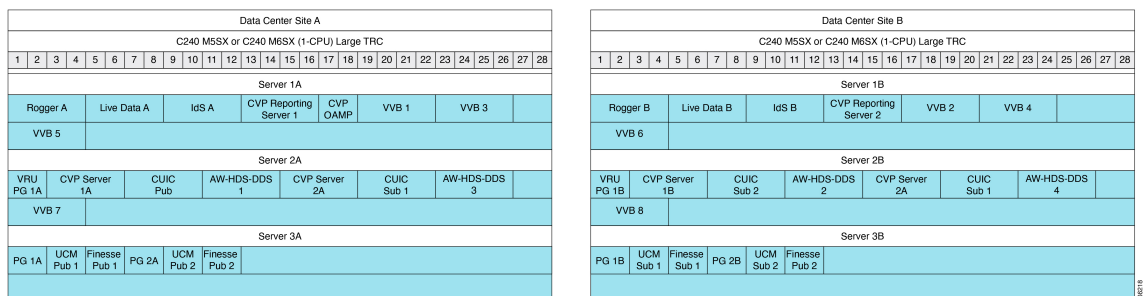 Data Center Site A
C240 M5SX or C240 M6SX (1-CPU) Large TRC
1 2 3 4 5 6 7 8 9 10 11 12 13 14 15 16 17 18 19 20 21 22 23 24 25 26 27 28
Server 1A
Rogger A
Live Data A
IdS A
CVP Reporting
Server 1
CVP
OAMP
VVB 1
VVB 3
VVB 5
Server 2A
VRU
PG 1A
CVP Server
1A
CUIC
Pub
AW-HDS-DDS
1
CVP Server
2A
CUIC
Sub 1
AW-HDS-DDS
3
VVB 7
Server 3A
PG 1A
UCM
Pub 1
Finesse
Pub 1
PG 2A
UCM
Pub 2
Finesse
Pub 2
Data Center Site B
C240 M5SX or C240 M6SX (1-CPU) Large TRC
1 2 3 4 5 6 7 8 9 10 11 12 13 14 15 16 17 18 19 20 21 22 23 24 25 26 27 28
Server 1B
Rogger B
Live Data B
IdS B
CVP Reporting
Server 2
VVB 2
VVB 4
VVB 6
Server 2B
VRU
PG 1B
CVP Server
1B
CUIC
Sub 2
AW-HDS-DDS
2
CVP Server
2A
CUIC
Sub 1
AW-HDS-DDS
4
VVB 8
Server 3B
PG 1B
UCM
Sub 1
Finesse
Sub 1
PG 2B
UCM
Sub 2
Finesse
Pub 2